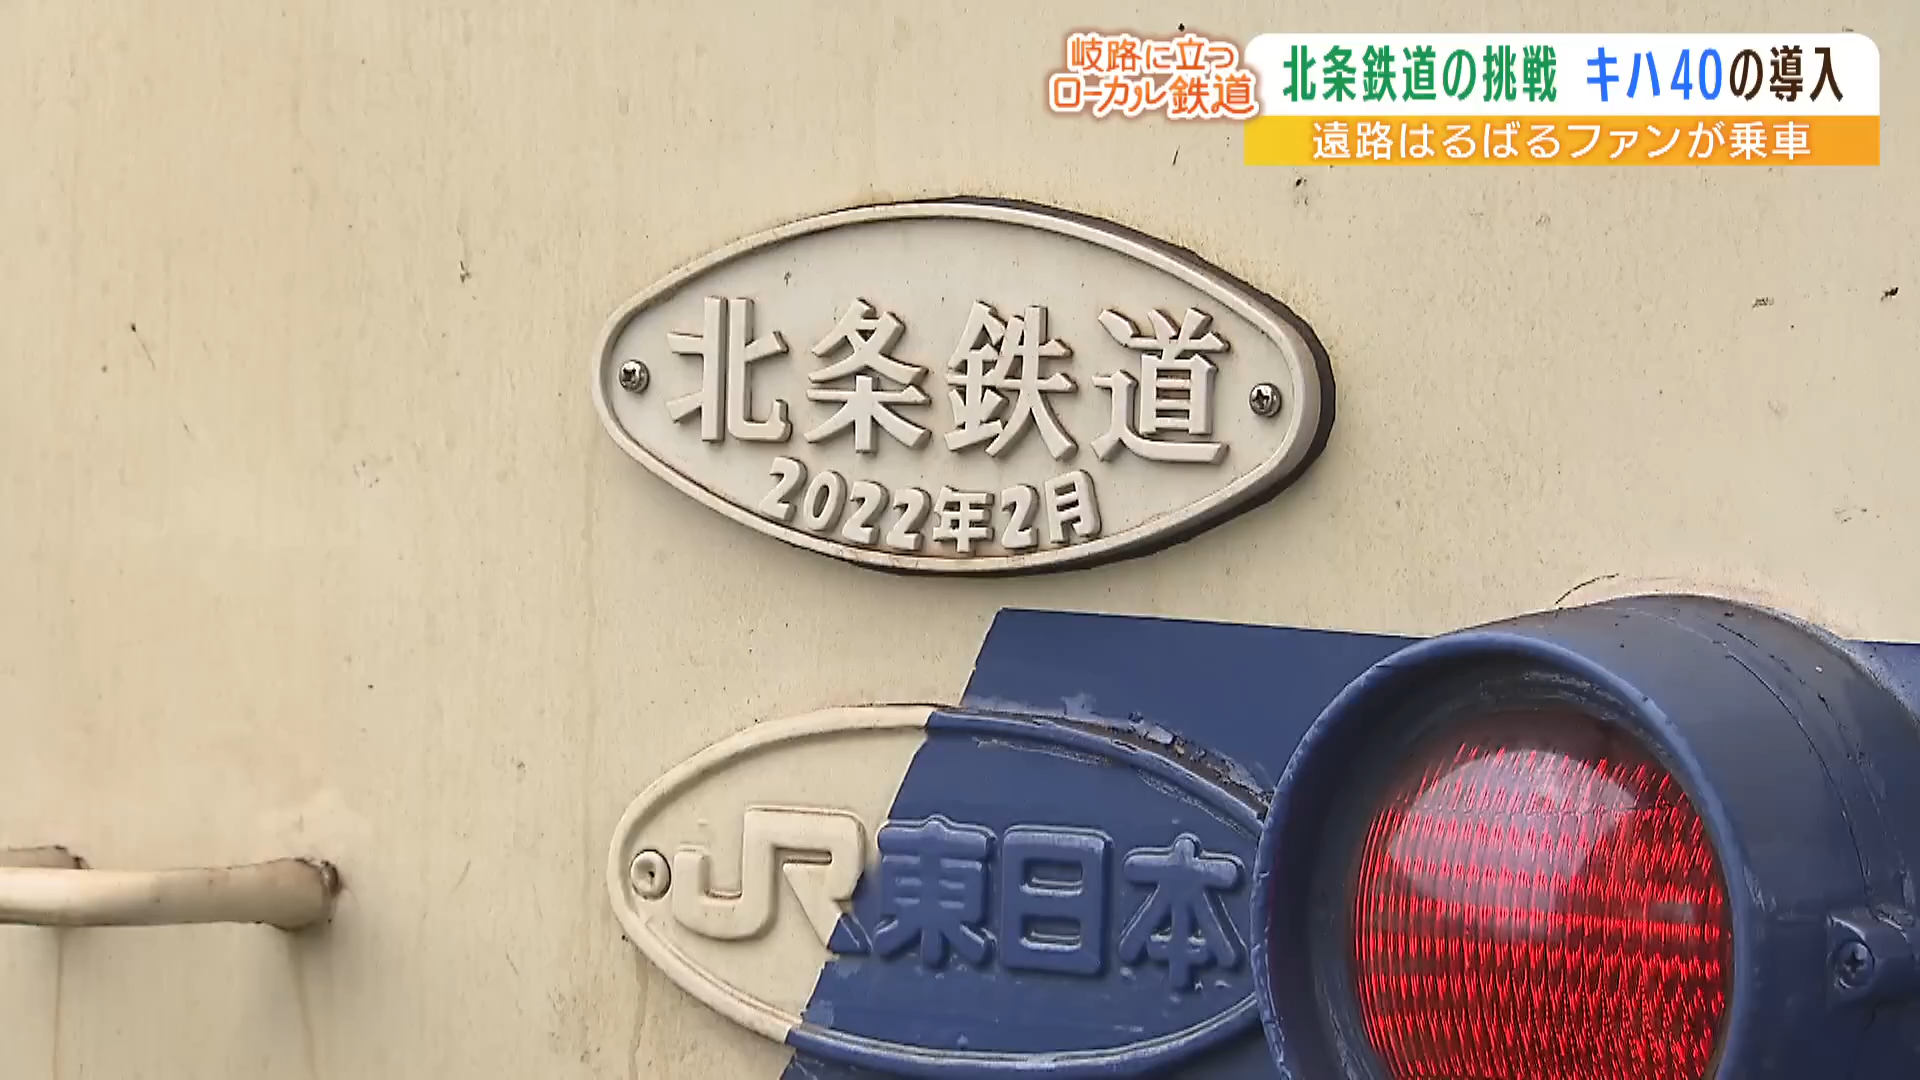 岐路に立つ
ローカル鉄道
北条鉄道の挑戦 キハ40の導入
遠路はるばるファンが乗車
北条鉄道
2022年2月
JR東日本